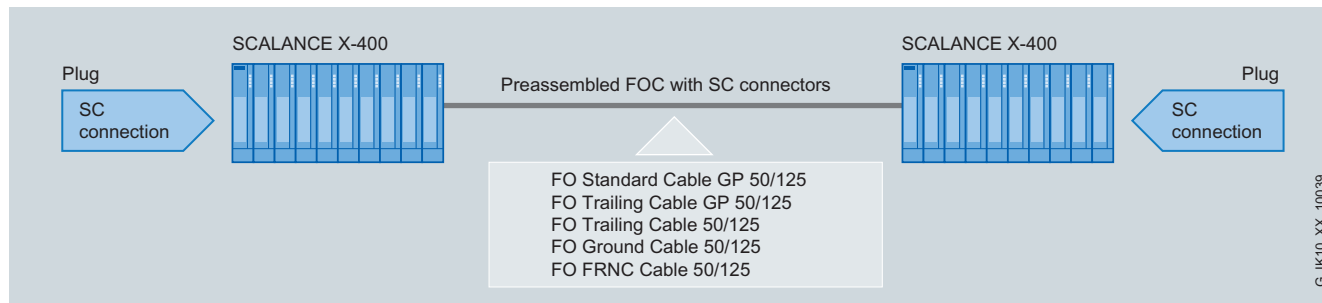 SCALANCE X-400
SCALANCE X-400
Plug
Preassembled FOC with SC connectors
Plug
SC
connection
SC
connection
FO Standard Cable GP 50/125
FO Trailing Cable GP 50/125
FO Trailing Cable 50/125
FO Ground Cable 50/125
FO FRNC Cable 50/125
G_IK10_XX_10039